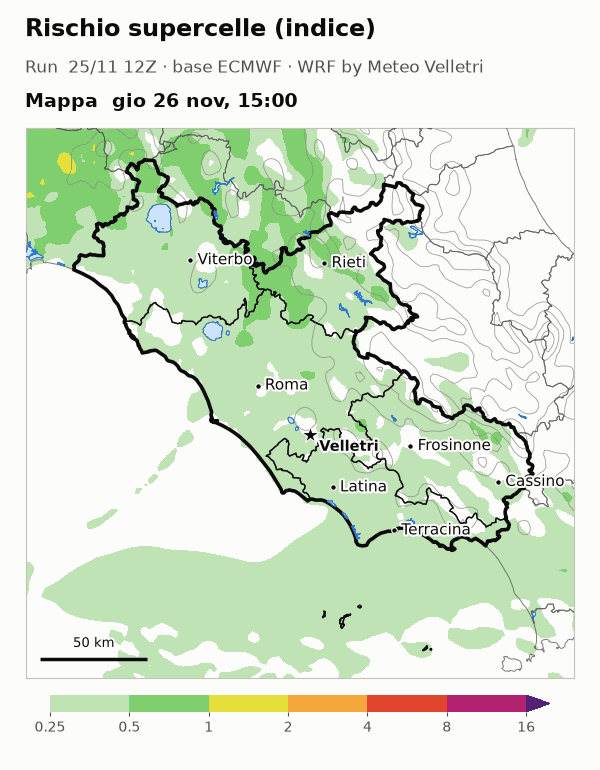 Rischio supercelle (indice)
Run 25/11 12Z · base ECMWF · WRF by Meteo Velletri
Mappa gio 26 nov, 15:00
Viterbo
Rieti
Roma
Velletri
Frosinone
Cassino
Latina
Terracina
50 km
0.25 0.5 1 2 4 8 16